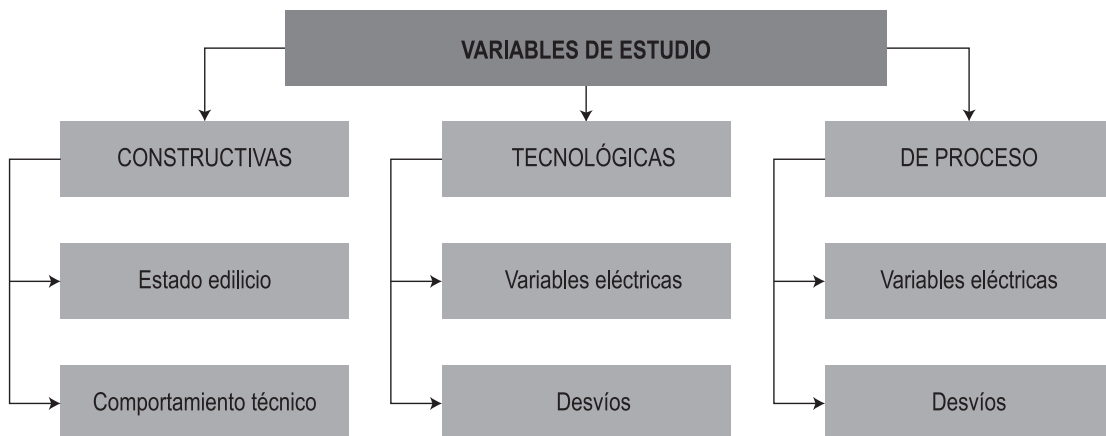 VARIABLES DE ESTUDIO
CONSTRUCTIVAS
TECNOLÓGICAS
DE PROCESO
Estado edilicio
Variables eléctricas
Variables eléctricas
Comportamiento técnico
Desvíos
Desvíos